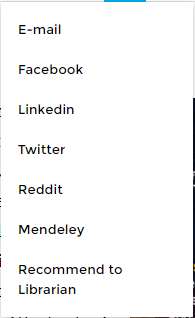 E-mail
Facebook
Linkedin
Twitter
Reddit
Mendeley
Recommend to
Librarian